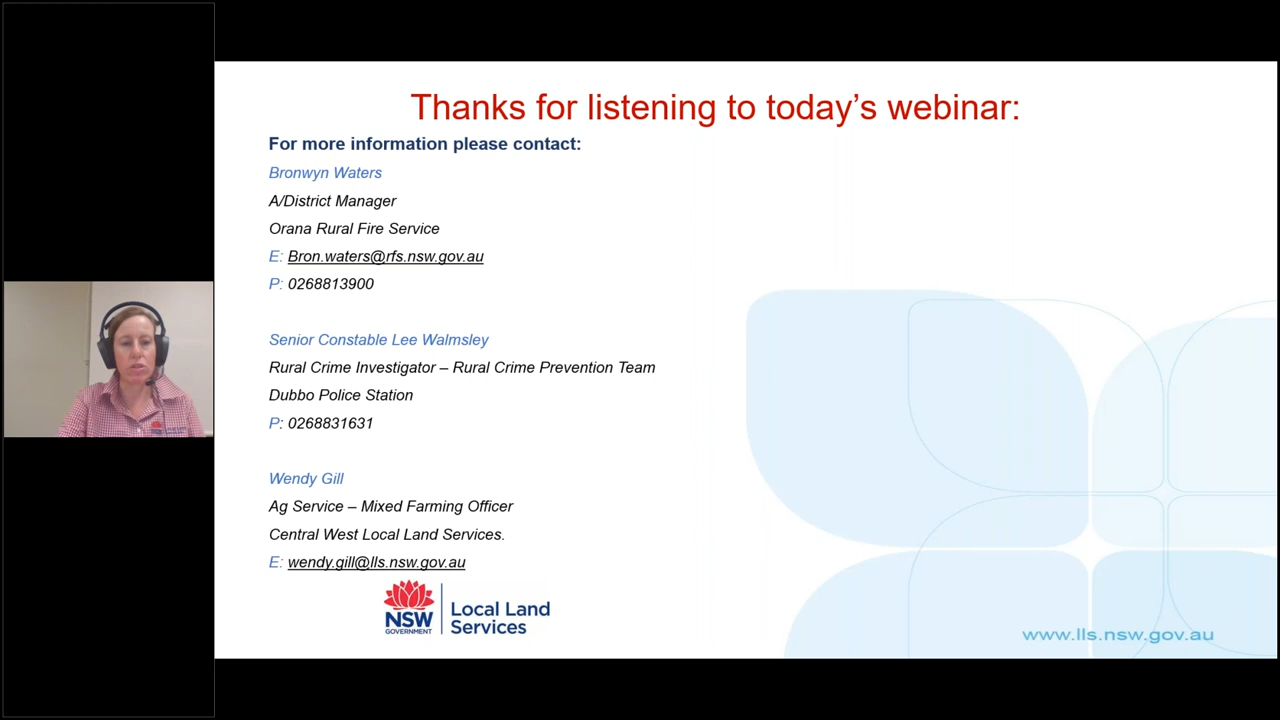 Thanks for listening to today's webinar:
For more information please contact:
Bronwyn Waters
A/District Manager
Orana Rural Fire Service
E: Bron.waters@rfs.nsw.gov.au
P: 0268813900
Senior Constable Lee Walmsley
Rural Crime Investigator – Rural Crime Prevention Team
Dubbo Police Station
P: 0268831631
Wendy Gill
Ag Service – Mixed Farming Officer
Central West Local Land Services.
E: wendy.gill@lls.nsw.gov.au
NSW
GOVERNMENT
Local Land
Services
www.lls.nsw.gov.au